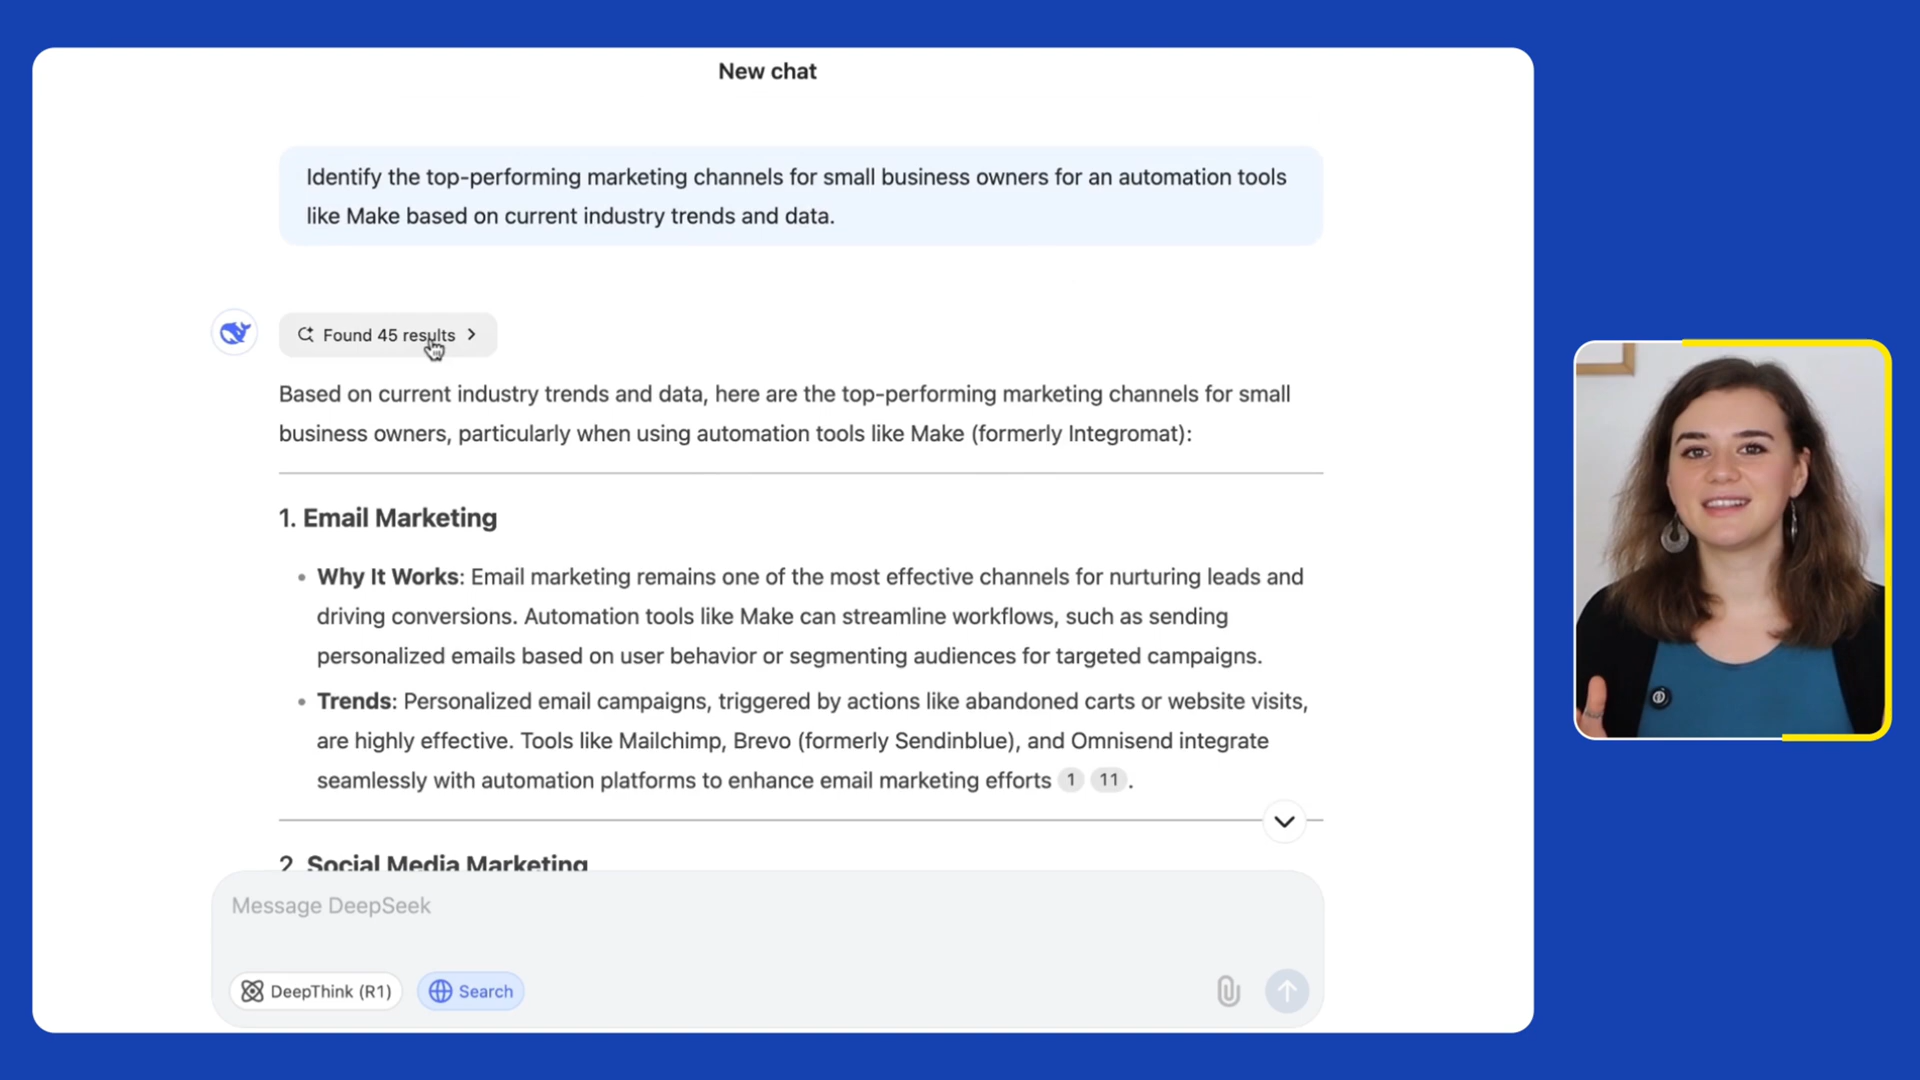 New chat
Identify the top-performing marketing channels for small business owners for an automation tools
like Make based on current industry trends and data.
Found 45 results
Based on current industry trends and data, here are the top-performing marketing channels for small
business owners, particularly when using automation tools like Make (formerly Integromat):
1. Email Marketing
• Why It Works: Email marketing remains one of the most effective channels for nurturing leads and
driving conversions. Automation tools like Make can streamline workflows, such as sending
personalized emails based on user behavior or segmenting audiences for targeted campaigns.
• Trends: Personalized email campaigns, triggered by actions like abandoned carts or website visits,
are highly effective. Tools like Mailchimp, Brevo (formerly Sendinblue), and Omnisend integrate
seamlessly with automation platforms to enhance email marketing efforts 1 11.
2. Social Media Marketing
Message DeepSeek
DeepThink (R1) Search